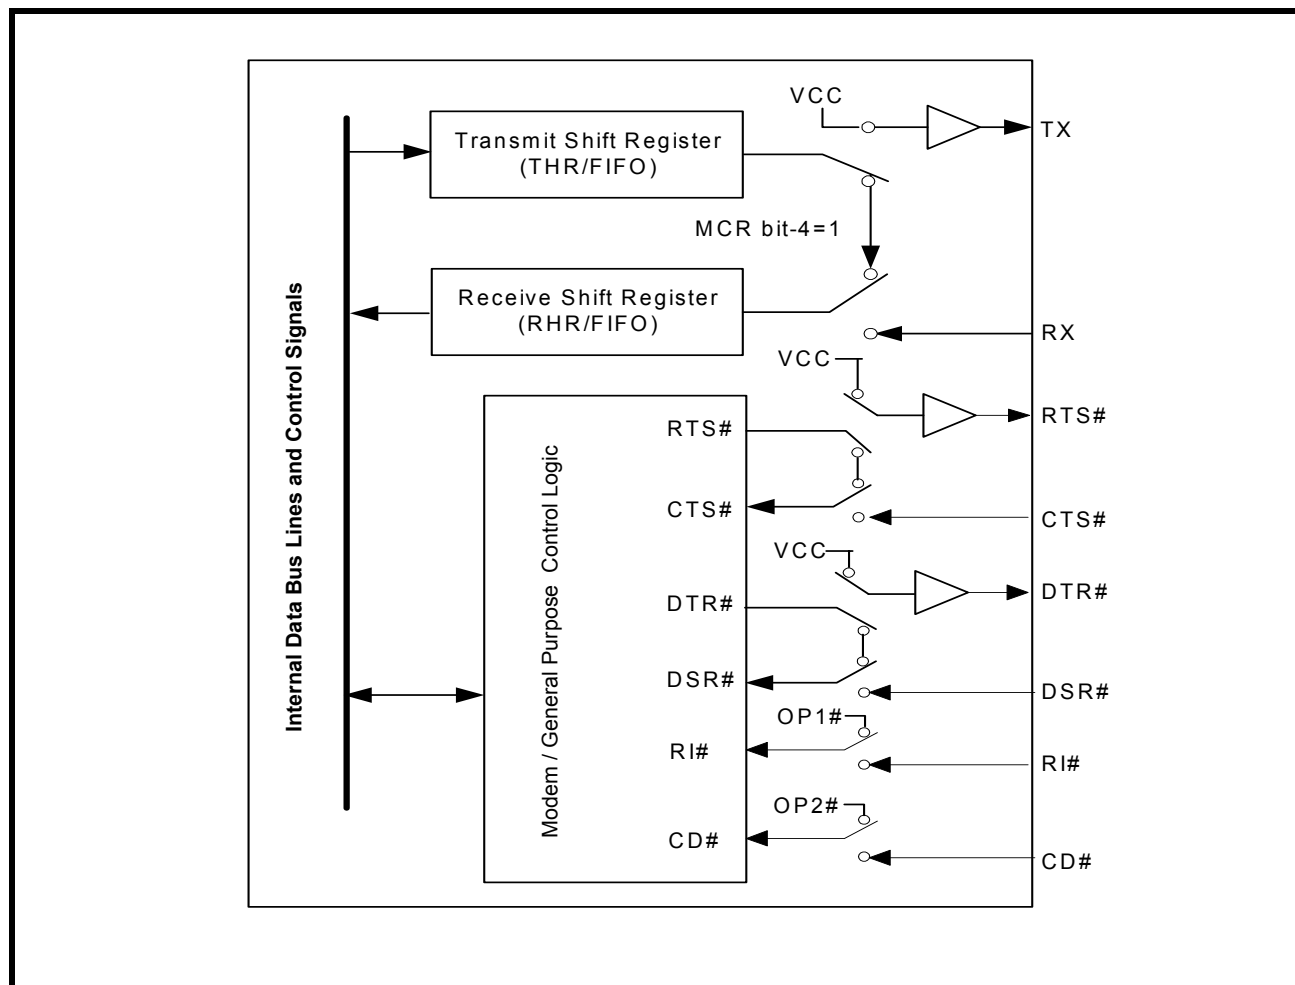 VCC
TX
Transmit Shift Register
(THR/FIFO)
MCR bit-4=1
Receive Shift Register
(RHR/FIFO)
RX
VCC
RTS#
RTS#
CTS#
CTS#
VCC
DTR#
DTR#
DSR#
DSR#
OP1#
RI#
RI#
OP2#
CD#
CD#
Internal Data Bus Lines and Control Signals
Modem / General Purpose Control Logic